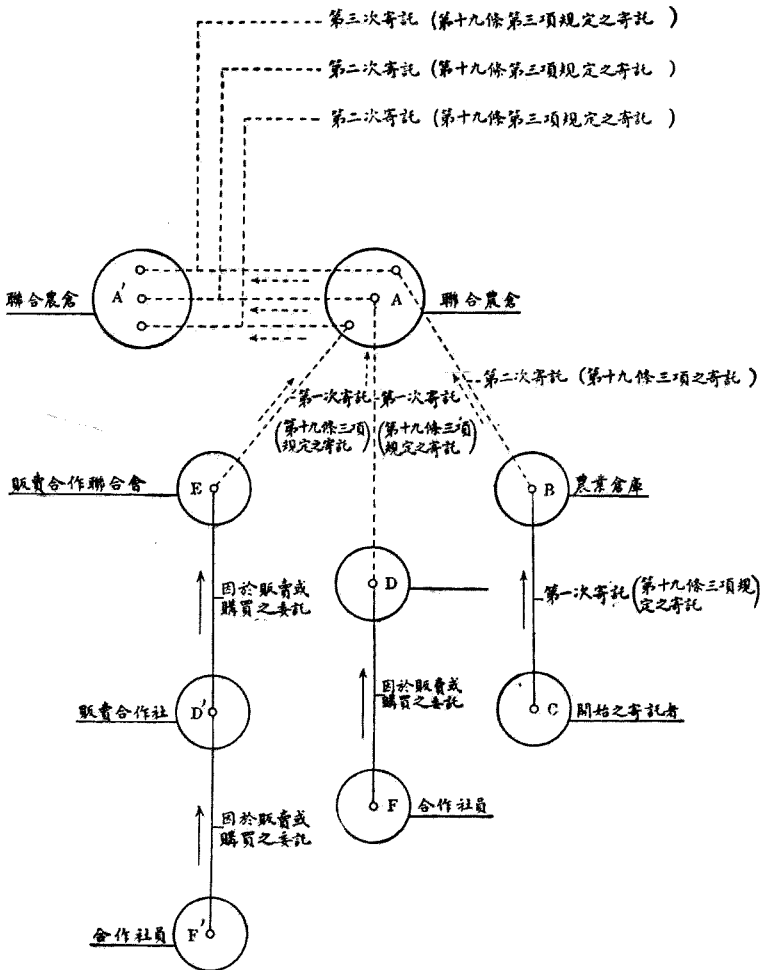 第三次寄託 (第十九條第三項規定之寄託 )
第二次寄託 (第十九條第三項規定之寄託 )
第二次寄託 (第十九條第三項規定之寄託 )
聯合農倉
A'
A
聯合農倉
第二次寄託 (第十九條三項之寄託 )
第一次寄託
(第十九條三項
規定之寄託)
第一次寄託
(第十九條三項
規定之寄託)
販賣合作聯合會
E
B
農業倉庫
因於販賣或
購買之委託
D
第一次寄託 (第十九條三項規
定之寄託)
販賣合作社
D'
因於販賣或
購買之委託
C
開始之寄託者
因於販賣或
購買之委託
F
合作社員
合作社員
F'